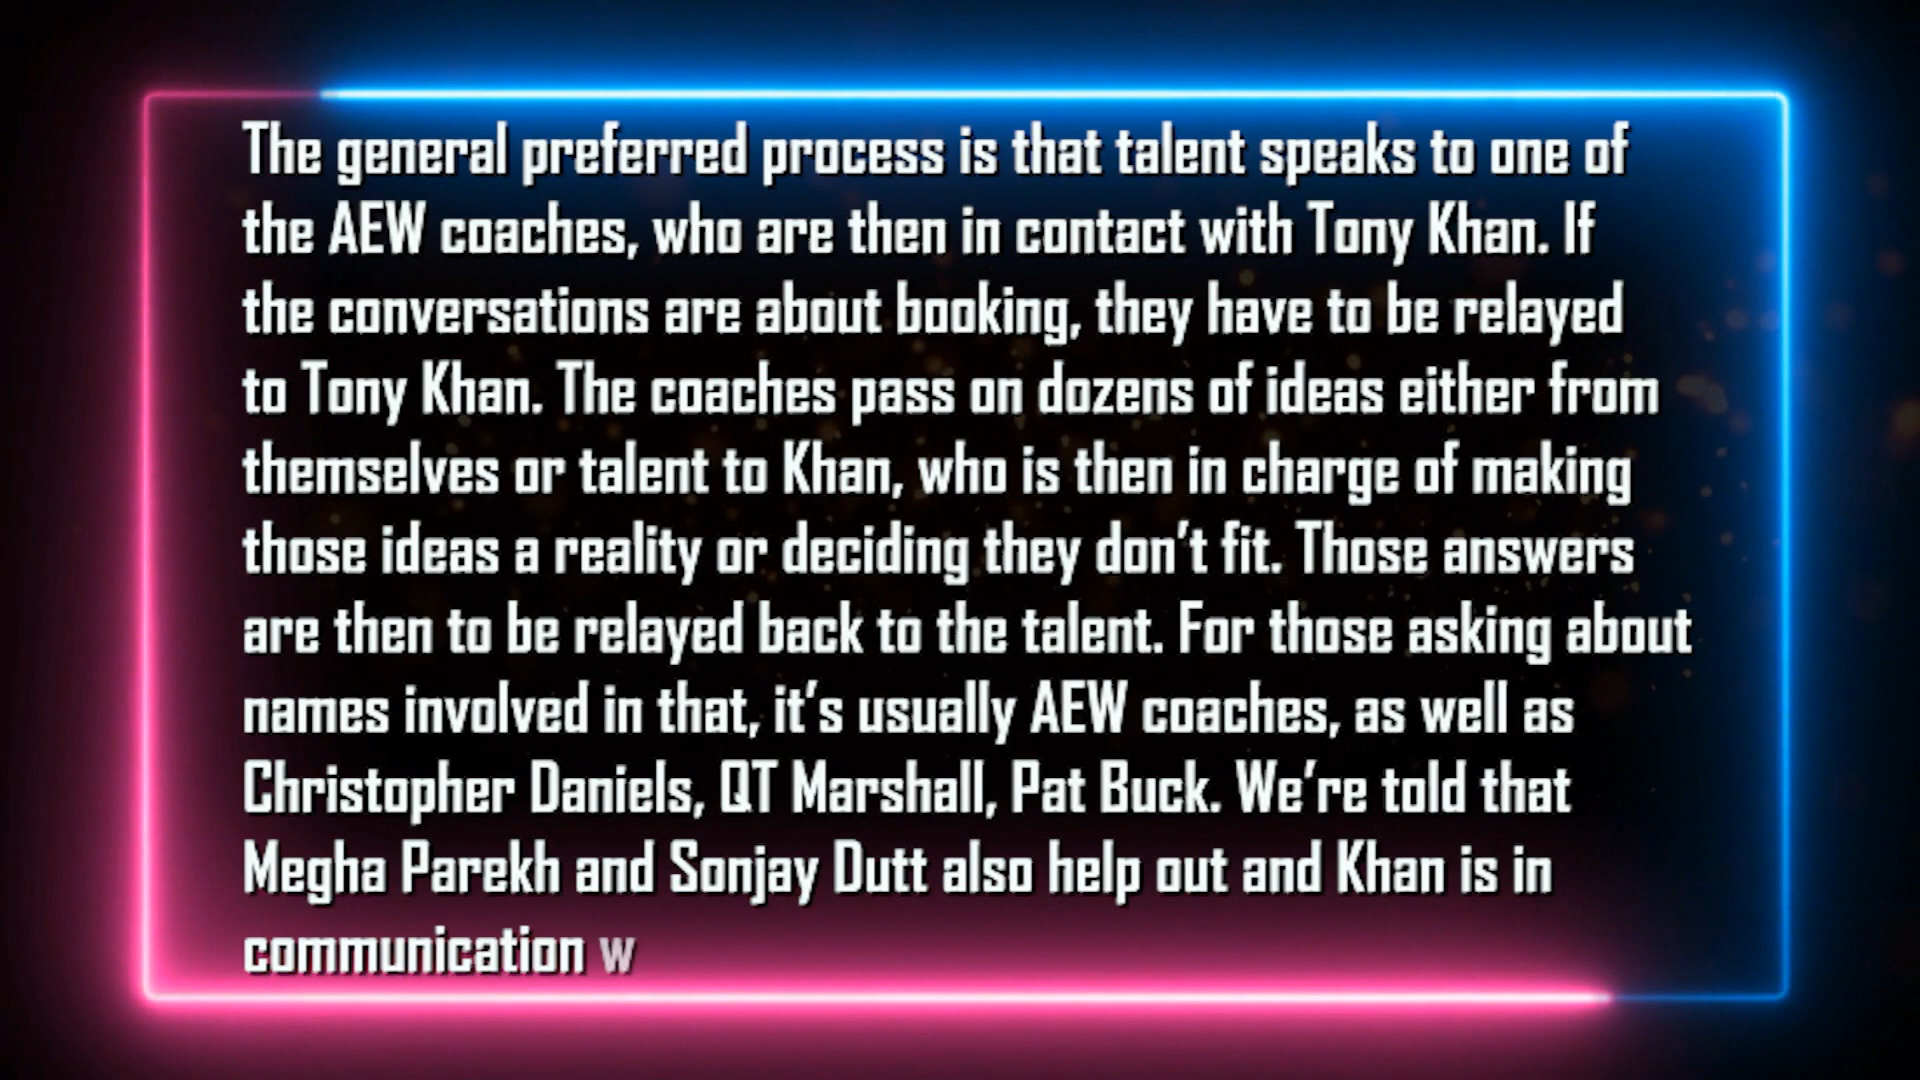 The general preferred process is that talent speaks to one of
the AEW coaches, who are then in contact with Tony Khan. If
the conversations are about booking, they have to be relayed
to Tony Khan. The coaches pass on dozens of ideas either from
themselves or talent to Khan, who is then in charge of making
those ideas a reality or deciding they don’t fit. Those answers
are then to be relayed back to the talent. For those asking about
names involved in that, it’s usually AEW coaches, as well as
Christopher Daniels, QT Marshall, Pat Buck. We’re told that
Megha Parekh and Sonjay Dutt also help out and Khan is in
communication w